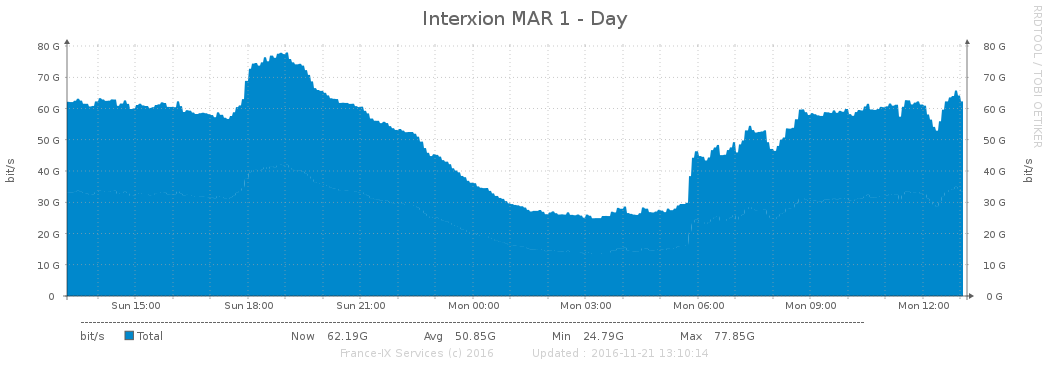 Interxion MAR 1 - Day
RRDTOOL / TOBI OETIKER
80 G 80 G
70 G 70 G
60 G 60 G
50 G 50 G
40 G 40 G
30 G 30 G
20 G 20 G
10 G 10 G
0 0 G
bit/s
bit/s
Sun 15:00 Sun 18:00 Sun 21:00 Mon 00:00 Mon 03:00 Mon 06:00 Mon 09:00 Mon 12:00
bit/s Total Now 62.19G Avg 50.85G Min 24.79G Max 77.85G
France-IX Services (c) 2016 Updated : 2016-11-21 13:10:14